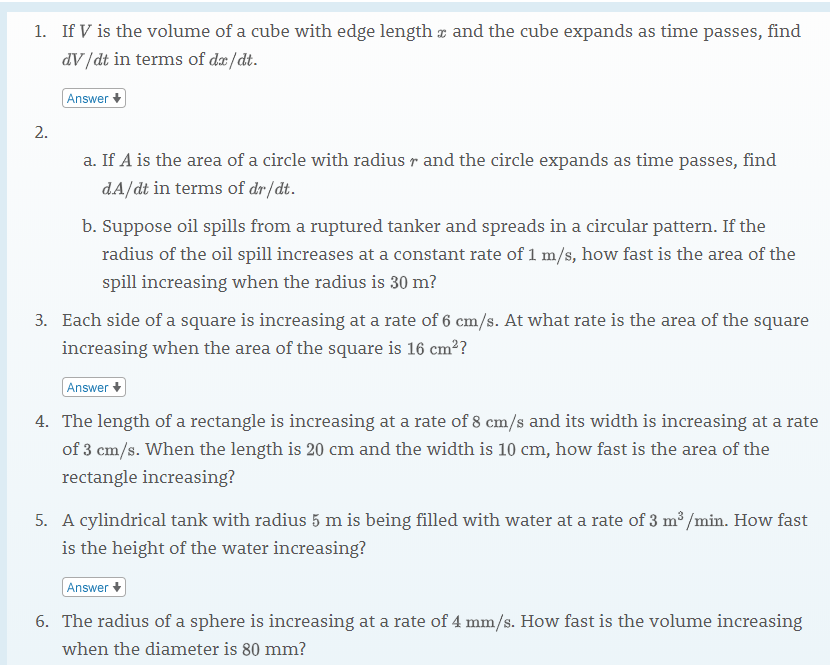 1. If V is the volume of a cube with edge length x and the cube expands as time passes, find
dV/dt in terms of dx/dt.
Answer
2.
a. If A is the area of a circle with radius r and the circle expands as time passes, find
dA/dt in terms of dr/dt.
b. Suppose oil spills from a ruptured tanker and spreads in a circular pattern. If the
radius of the oil spill increases at a constant rate of 1 m/s, how fast is the area of the
spill increasing when the radius is 30 m?
3. Each side of a square is increasing at a rate of 6 cm/s. At what rate is the area of the square
increasing when the area of the square is 16 cm²?
Answer
4. The length of a rectangle is increasing at a rate of 8 cm/s and its width is increasing at a rate
of 3 cm/s. When the length is 20 cm and the width is 10 cm, how fast is the area of the
rectangle increasing?
5. A cylindrical tank with radius 5 m is being filled with water at a rate of 3 m³/min. How fast
is the height of the water increasing?
Answer
6. The radius of a sphere is increasing at a rate of 4 mm/s. How fast is the volume increasing
when the diameter is 80 mm?